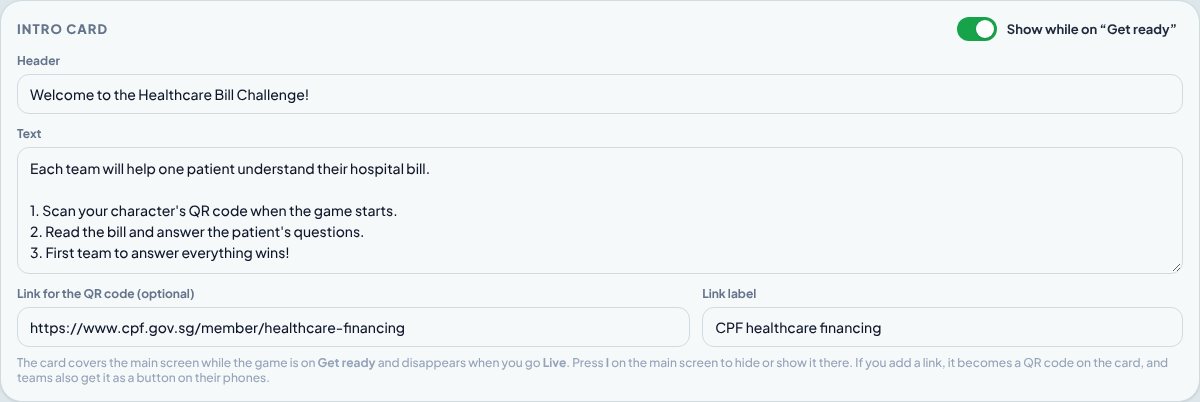 INTRO CARD
Show while on “Get ready”
Header
Welcome to the Healthcare Bill Challenge!
Text
Each team will help one patient understand their hospital bill.
1. Scan your character's QR code when the game starts.
2. Read the bill and answer the patient's questions.
3. First team to answer everything wins!
Link for the QR code (optional)
Link label
https://www.cpf.gov.sg/member/healthcare-financing
CPF healthcare financing
The card covers the main screen while the game is on Get ready and disappears when you go Live. Press I on the main screen to hide or show it there. If you add a link, it becomes a QR code on the card, and
teams also get it as a button on their phones.